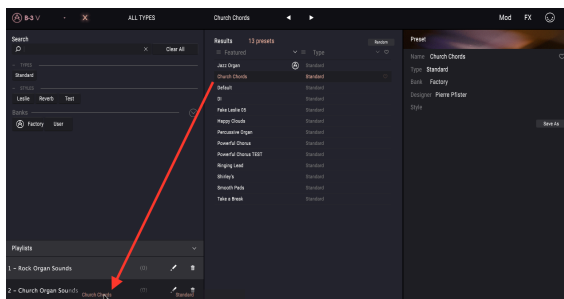 B-3 V
X
ALL TYPES
Church Chords
Mod
FX
Search
Clear All
TYPES
Standard
STYLES
Leslie Reverb Test
Banks
Factory User
Playlists
1 – Rock Organ Sounds (0)
2 – Church Organ Sounds
Church Chords
Standard
Results 13 presets
Random
Featured Type
Jazz Organ Standard
Church Chords Standard
Default Standard
DI Standard
Fake Leslie 05 Standard
Happy Clouds Standard
Percussive Organ Standard
Powerful Chorus Standard
Powerful Chorus TEST Standard
Ringing Lead Standard
Shirley's Standard
Smooth Pads Standard
Take a Break Standard
Preset
Name Church Chords
Type Standard
Bank Factory
Designer Pierre Pfister
Style
Save As